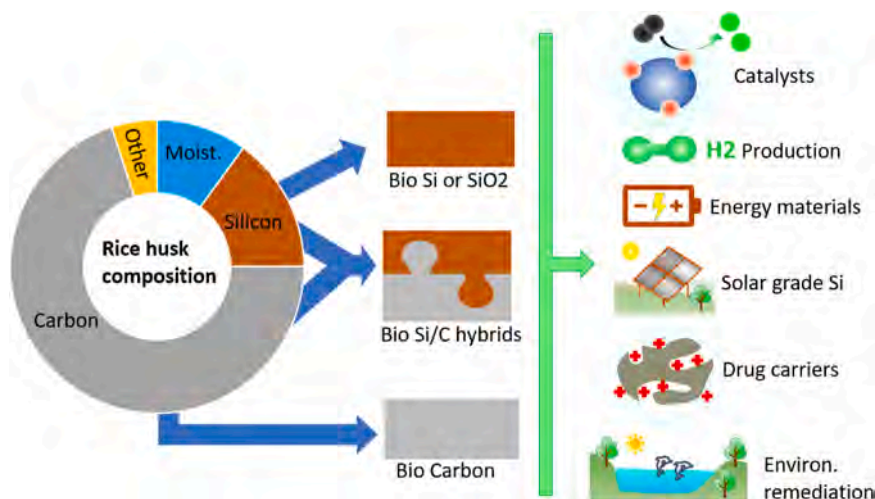 Other
Moist.
Silicon
Rice husk
composition
Carbon
Bio Si or SiO2
Bio Si/C hybrids
Bio Carbon
Catalysts
H2 Production
Energy materials
Solar grade Si
Drug carriers
Environ.
remediation